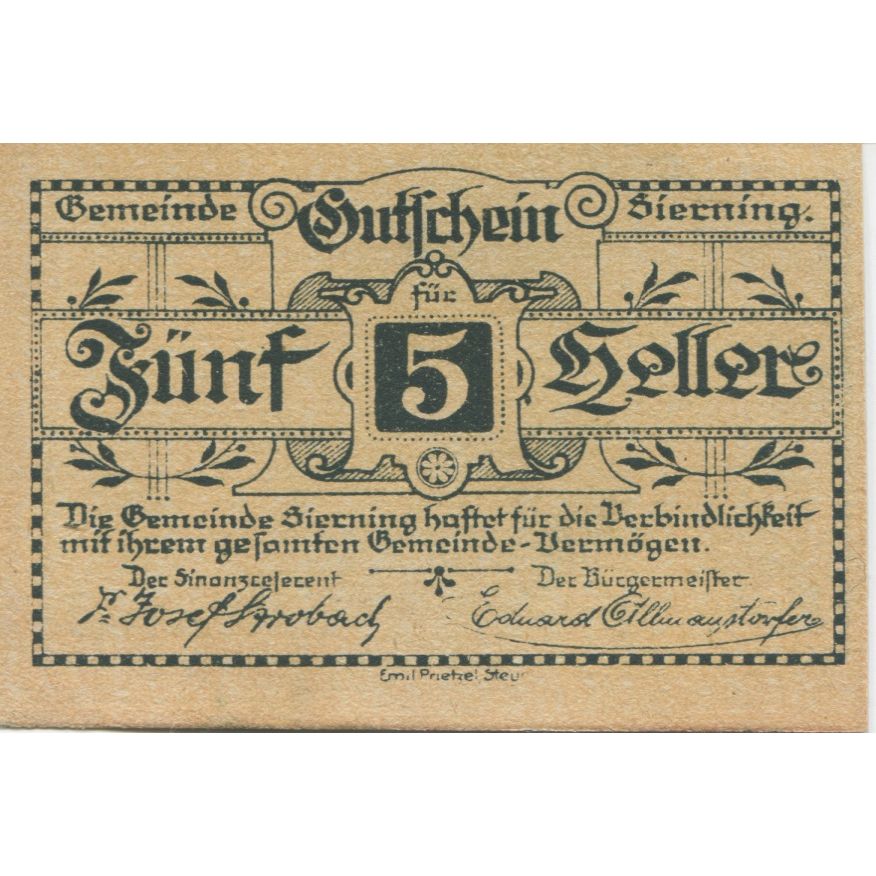 Gemeinde Gutschein Sierning.
für
Fünf 5 Heller
Die Gemeinde Sierning haftet für die Verbindlichkeit
mit ihrem gesamten Gemeinde-Vermögen.
Der Finanzreferent Der Bürgermeister
Josef Strobach Eduard
Emil Prietzel Steyr